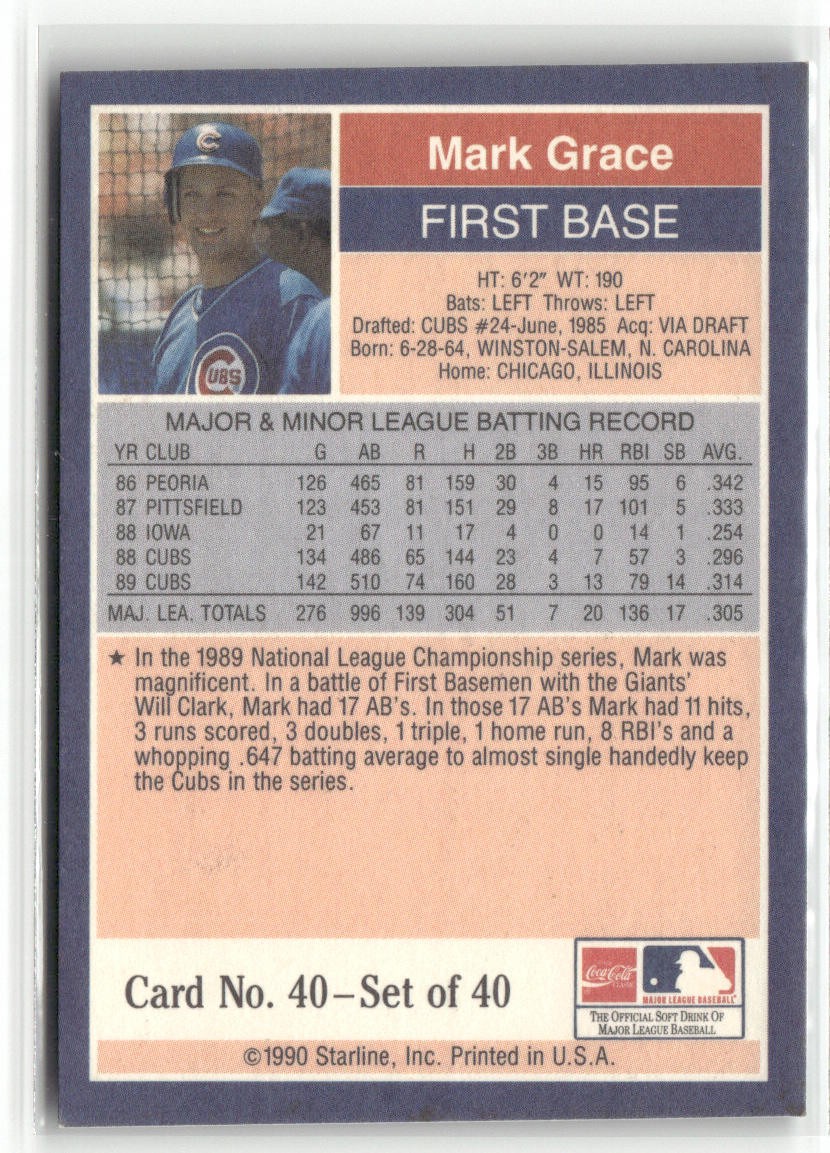 Mark Grace
FIRST BASE
HT: 6'2" WT: 190
Bats: LEFT Throws: LEFT
Drafted: CUBS #24-June, 1985 Acq: VIA DRAFT
Born: 6-28-64, WINSTON-SALEM, N. CAROLINA
Home: CHICAGO, ILLINOIS
C
CUBS
MAJOR & MINOR LEAGUE BATTING RECORD
YR CLUB G AB R H 2B 3B HR RBI SB AVG.
86 PEORIA 126 465 81 159 30 4 15 95 6 .342
87 PITTSFIELD 123 453 81 151 29 8 17 101 5 .333
88 IOWA 21 67 11 17 4 0 0 14 1 .254
88 CUBS 134 486 65 144 23 4 7 57 3 .296
89 CUBS 142 510 74 160 28 3 13 79 14 .314
MAJ. LEA. TOTALS 276 996 139 304 51 7 20 136 17 .305
★ In the 1989 National League Championship series, Mark was
magnificent. In a battle of First Basemen with the Giants'
Will Clark, Mark had 17 AB's. In those 17 AB's Mark had 11 hits,
3 runs scored, 3 doubles, 1 triple, 1 home run, 8 RBI's and a
whopping .647 batting average to almost single handedly keep
the Cubs in the series.
Card No. 40–Set of 40
Coca-Cola
CLASSIC
MAJOR LEAGUE BASEBALL
THE OFFICIAL SOFT DRINK OF
MAJOR LEAGUE BASEBALL
©1990 Starline, Inc. Printed in U.S.A.